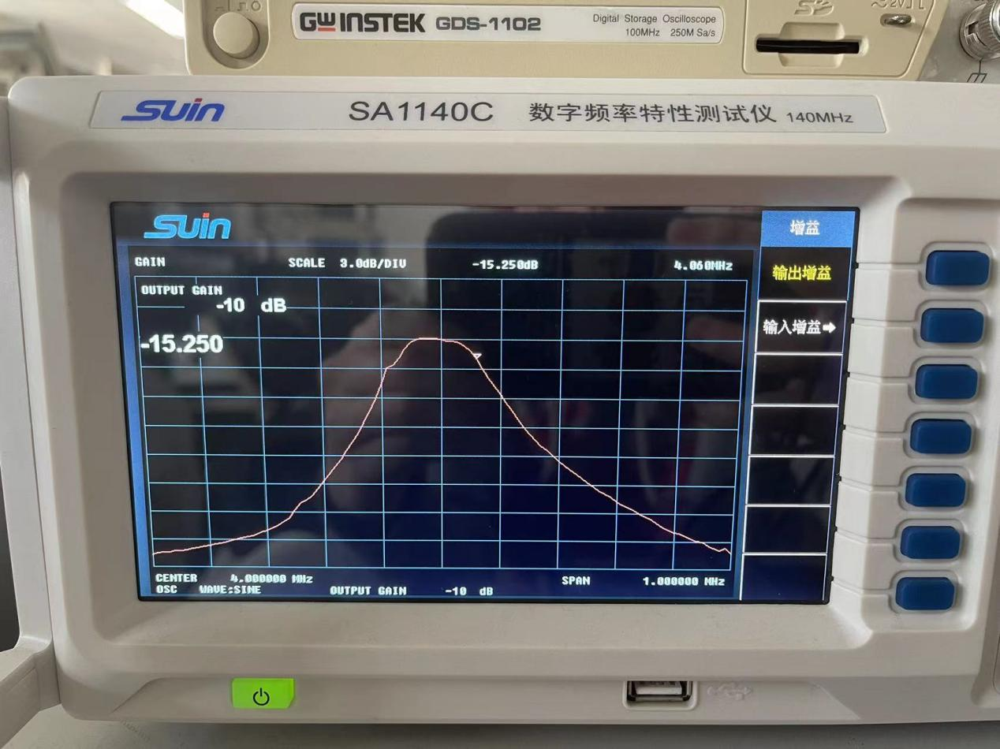 GW INSTEK GDS-1102 Digital Storage Oscilloscope
100MHz 250M Sa/s
SUIN SA1140C 数字频率特性测试仪 140MHz
SUIN
增益
GAIN SCALE 3.0dB/DIV -15.250dB 4.060MHz
输出增益
OUTPUT GAIN
-10 dB
输入增益
-15.250
CENTER 4.000000 MHz SPAN 1.000000 MHz
OSC WAVE:SINE OUTPUT GAIN -10 dB